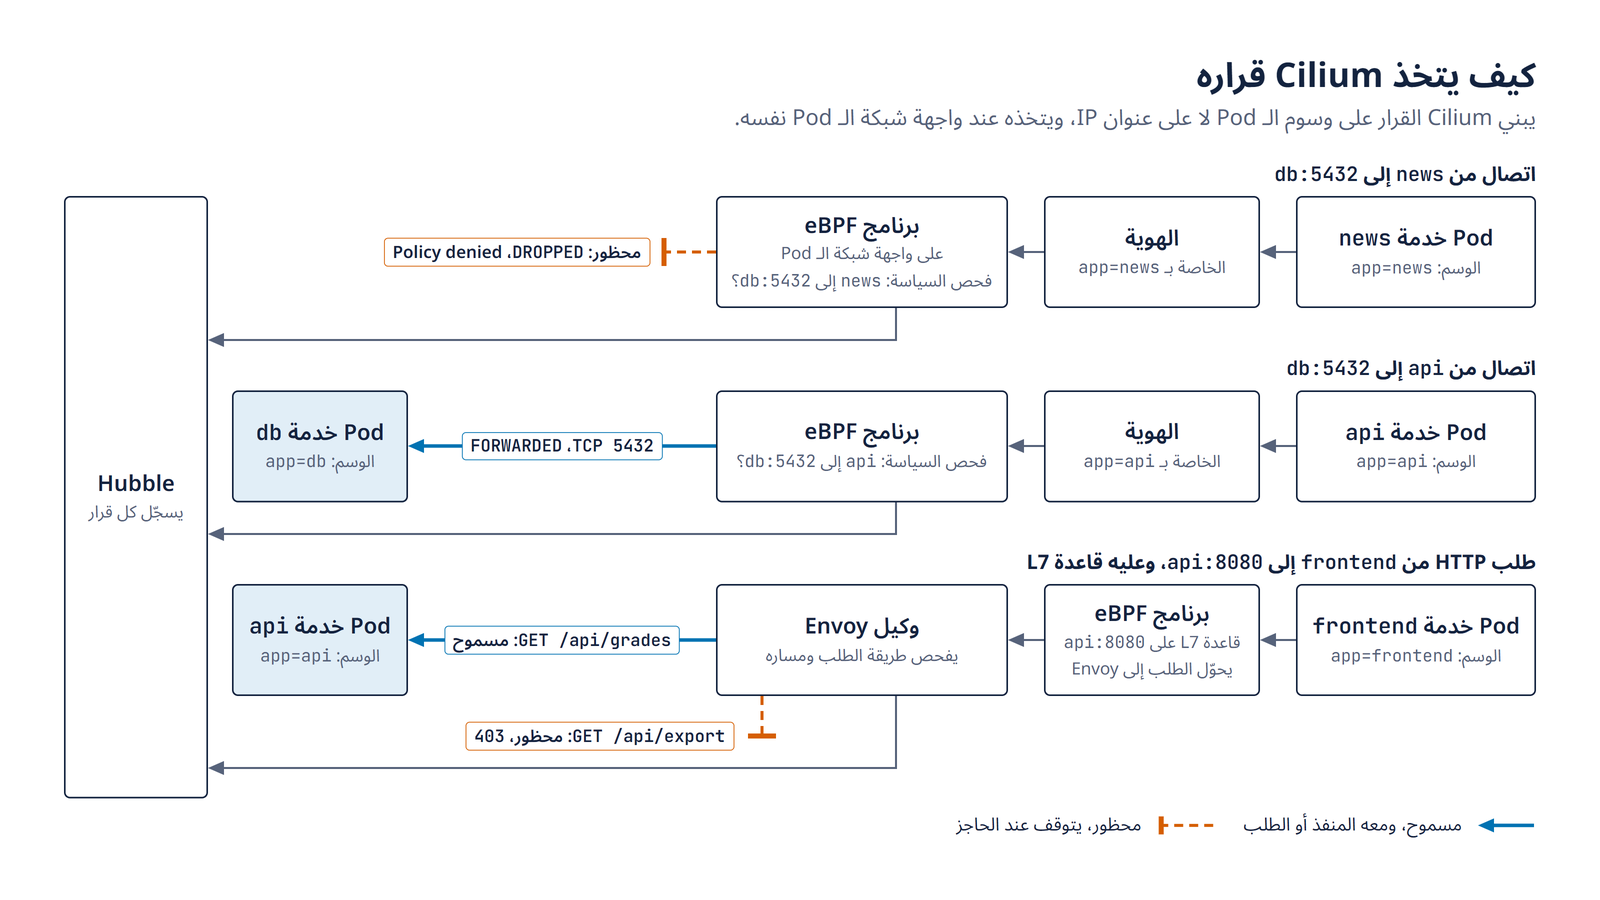 كيف يتخذ Cilium قراره
يبني Cilium القرار على وسوم الـ Pod لا على عنوان IP، ويتخذه عند واجهة شبكة الـ Pod نفسه.
اتصال من news إلى db:5432
Pod خدمة news
الوسم: app=news
الهوية
الخاصة بـ app=news
برنامج eBPF
على واجهة شبكة الـ Pod
فحص السياسة: news إلى db:5432؟
محظور: DROPPED، Policy denied
اتصال من api إلى db:5432
Pod خدمة api
الوسم: app=api
الهوية
الخاصة بـ app=api
برنامج eBPF
فحص السياسة: api إلى db:5432؟
TCP 5432، FORWARDED
Pod خدمة db
الوسم: app=db
Hubble
يسجّل كل قرار
طلب HTTP من frontend إلى api:8080، وعليه قاعدة L7
Pod خدمة frontend
الوسم: app=frontend
برنامج eBPF
قاعدة L7 على api:8080
يحوّل الطلب إلى Envoy
وكيل Envoy
يفحص طريقة الطلب ومساره
GET /api/grades: مسموح
Pod خدمة api
الوسم: app=api
GET /api/export: محظور، 403
مسموح، ومعه المنفذ أو الطلب
محظور، يتوقف عند الحاجز